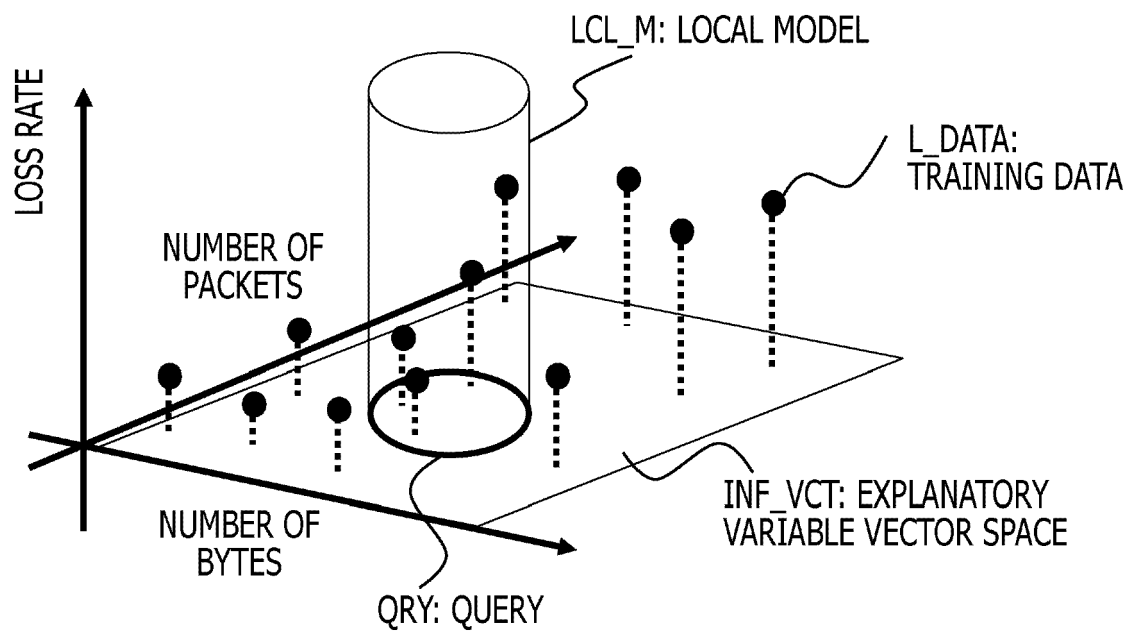 LCL_M: LOCAL MODEL
LOSS RATE
L_DATA:
TRAINING DATA
NUMBER OF
PACKETS
INF_VCT: EXPLANATORY
VARIABLE VECTOR SPACE
NUMBER OF
BYTES
QRY: QUERY